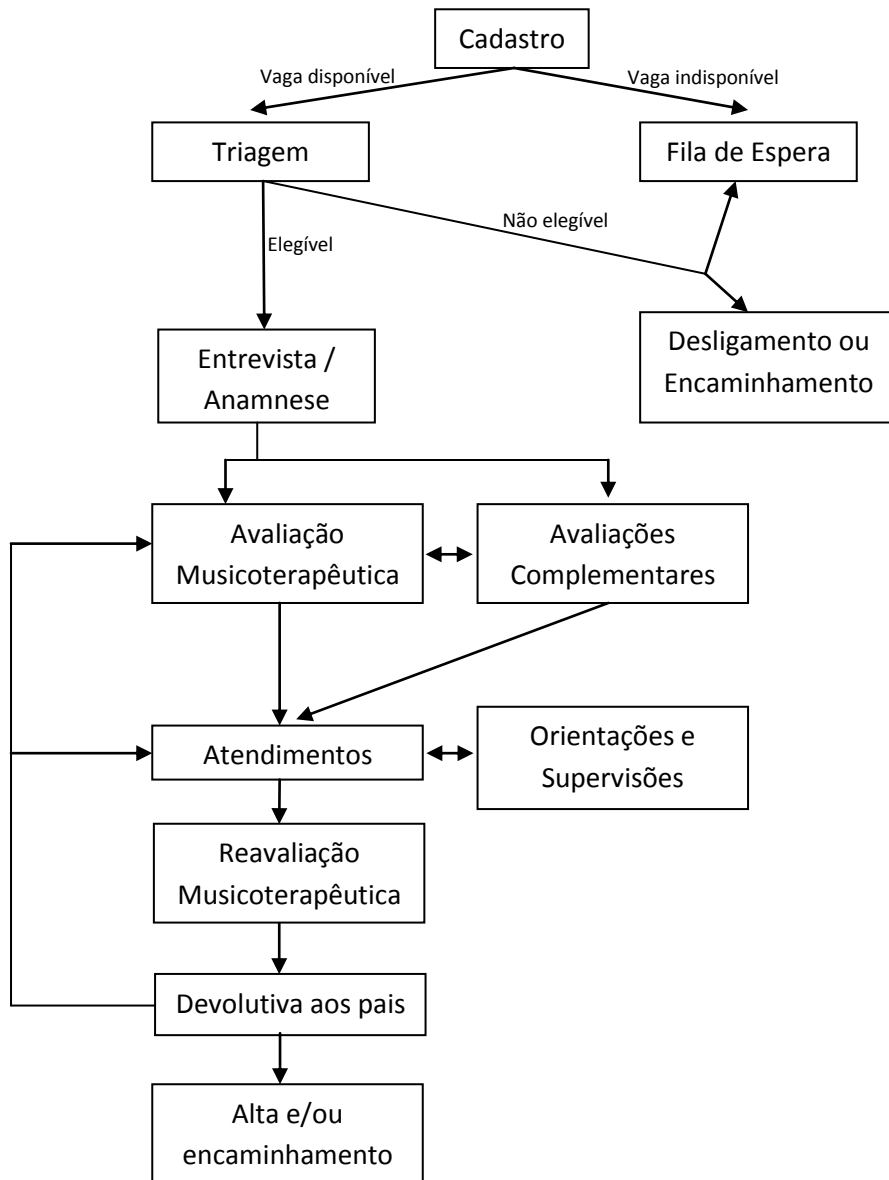 Cadastro
Vaga disponível
Vaga indisponível
Triagem
Fila de Espera
Não elegível
Elegível
Entrevista /
Anamnese
Desligamento ou
Encaminhamento
Avaliação
Musicoterapêutica
Avaliações
Complementares
Atendimentos
Orientações e
Supervisões
Reavaliação
Musicoterapêutica
Devolutiva aos pais
Alta e/ou
encaminhamento